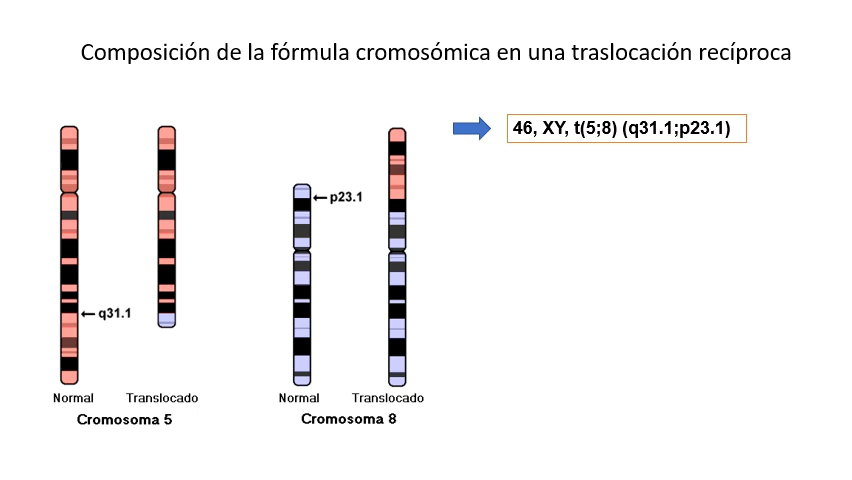 Composición de la fórmula cromosómica en una traslocación recíproca
46, XY, t(5;8) (q31.1;p23.1)
← p23.1
← q31.1
Normal Translocado Normal Translocado
Cromosoma 5 Cromosoma 8